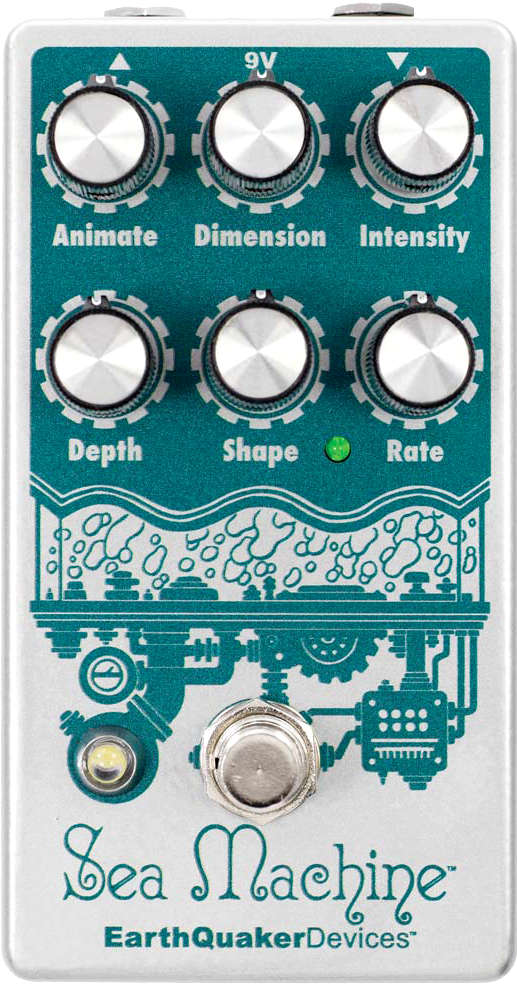 9V
Animate Dimension Intensity
Depth Shape Rate
Sea Machine™
EarthQuakerDevices™